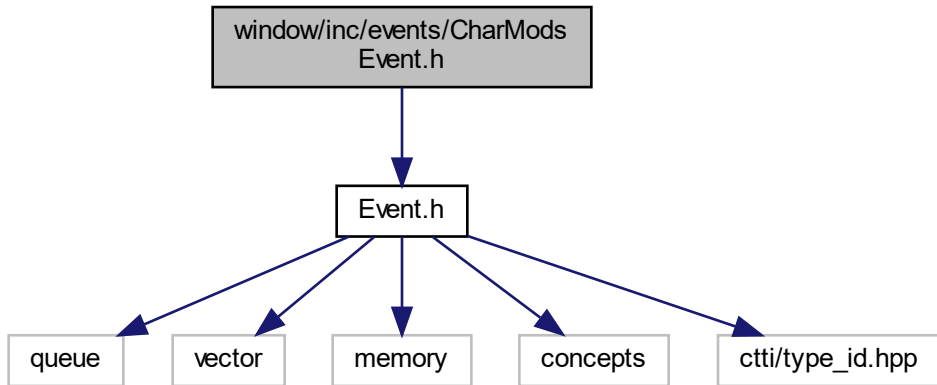 window/inc/events/CharMods
Event.h
Event.h
queue
vector
memory
concepts
ctti/type_id.hpp